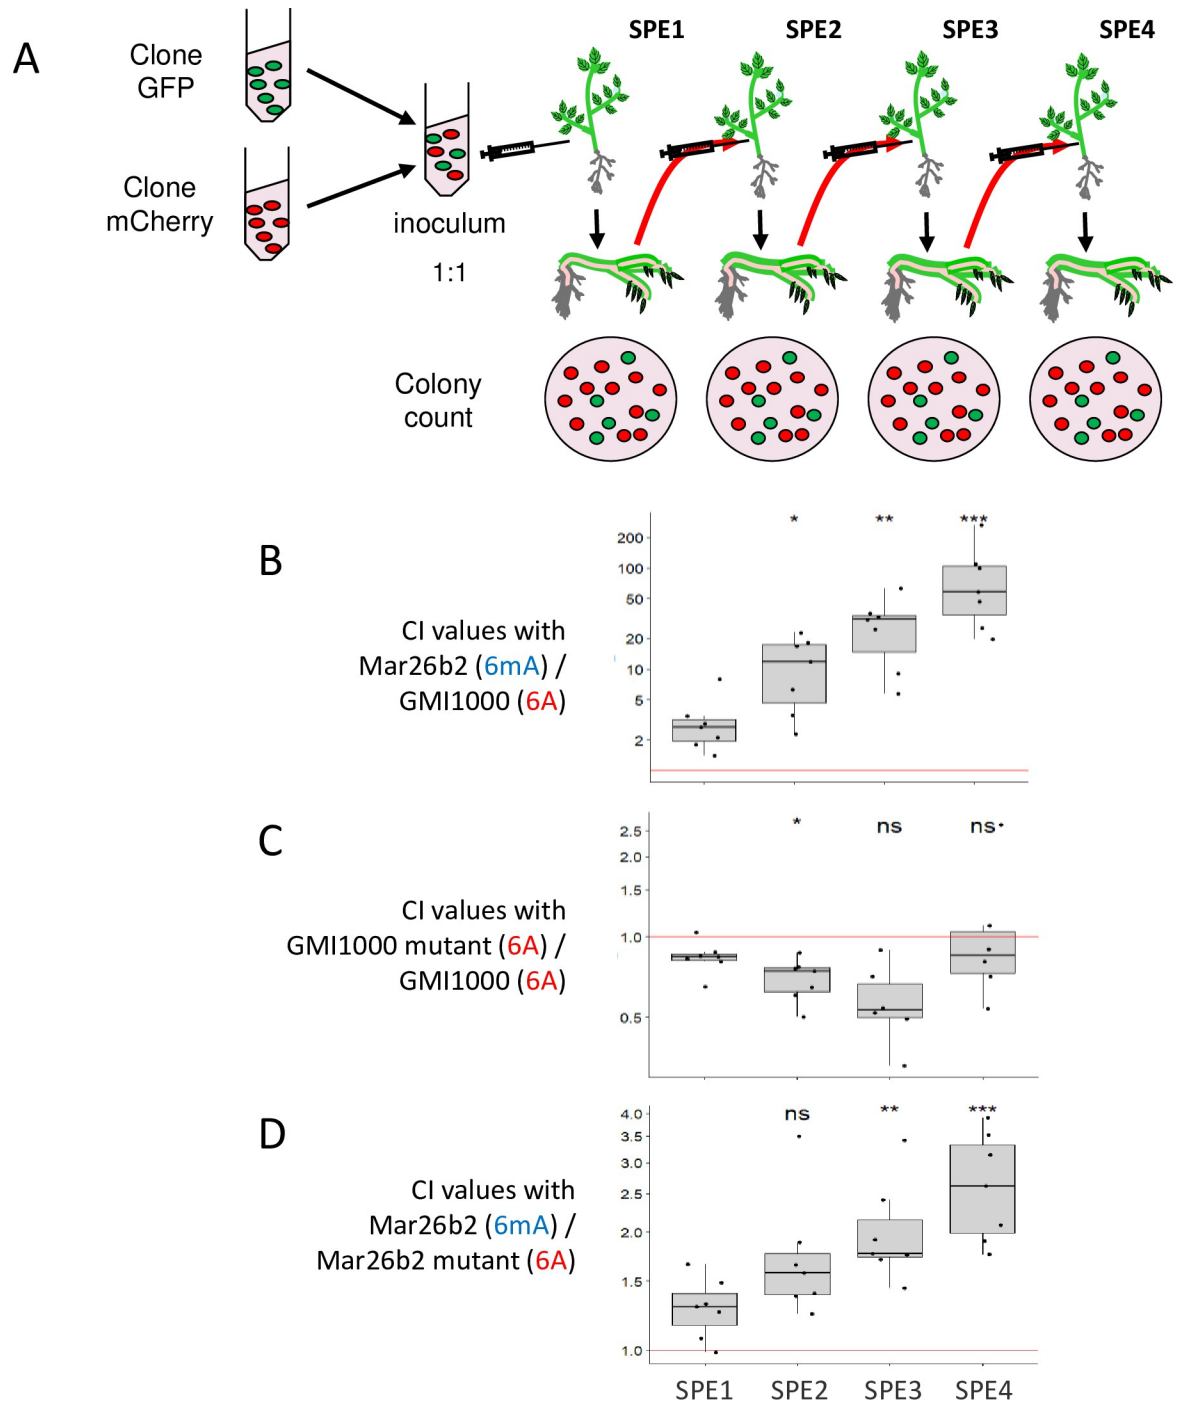 A
Clone
GFP
Clone
mCherry
inoculum
1:1
SPE1 SPE2 SPE3 SPE4
Colony
count
B
CI values with
Mar26b2 (6mA) /
GMI1000 (6A)
* ** ***
200
100
50
20
10
5
2
C
CI values with
GMI1000 mutant (6A) /
GMI1000 (6A)
* ns ns
2.5
2.0
1.5
1.0
0.5
D
CI values with
Mar26b2 (6mA) /
Mar26b2 mutant (6A)
ns ** ***
4.0
3.5
3.0
2.5
2.0
1.5
1.0
SPE1 SPE2 SPE3 SPE4